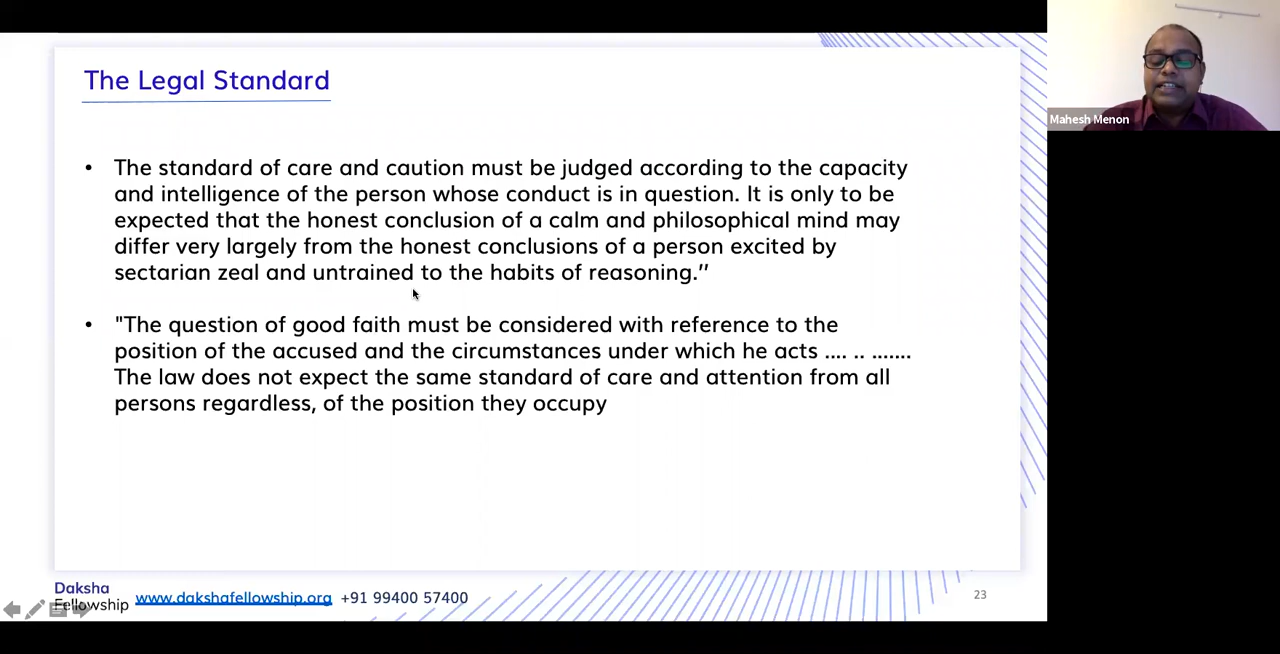 The Legal Standard
• The standard of care and caution must be judged according to the capacity
and intelligence of the person whose conduct is in question. It is only to be
expected that the honest conclusion of a calm and philosophical mind may
differ very largely from the honest conclusions of a person excited by
sectarian zeal and untrained to the habits of reasoning.”
• "The question of good faith must be considered with reference to the
position of the accused and the circumstances under which he acts .... .. .......
The law does not expect the same standard of care and attention from all
persons regardless, of the position they occupy
Daksha
Fellowship
www.dakshafellowship.org +91 99400 57400
23
Mahesh Menon